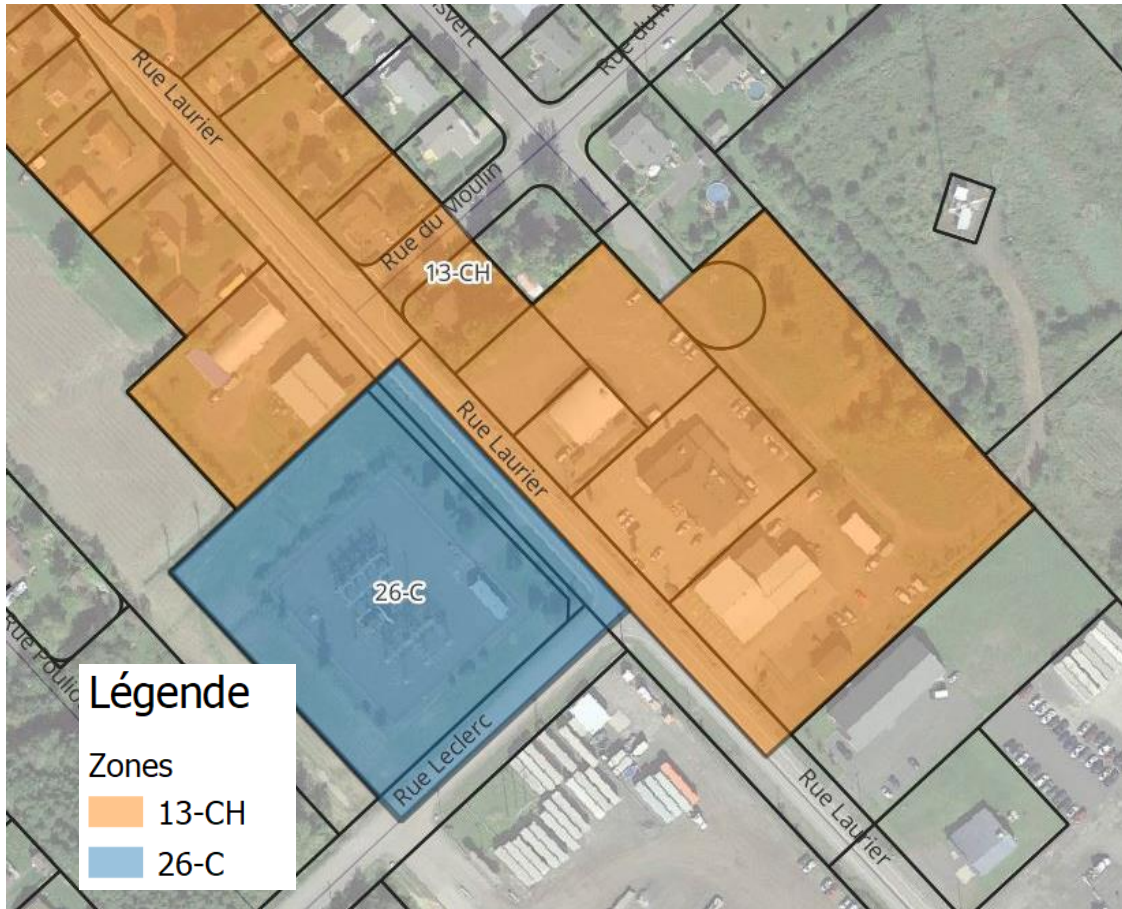 Rue Laurier
Rue du Moulin
13-CH
Rue Laurier
26-C
Rue Leclerc
Rue Laurier
Légende
Zones
13-CH
26-C